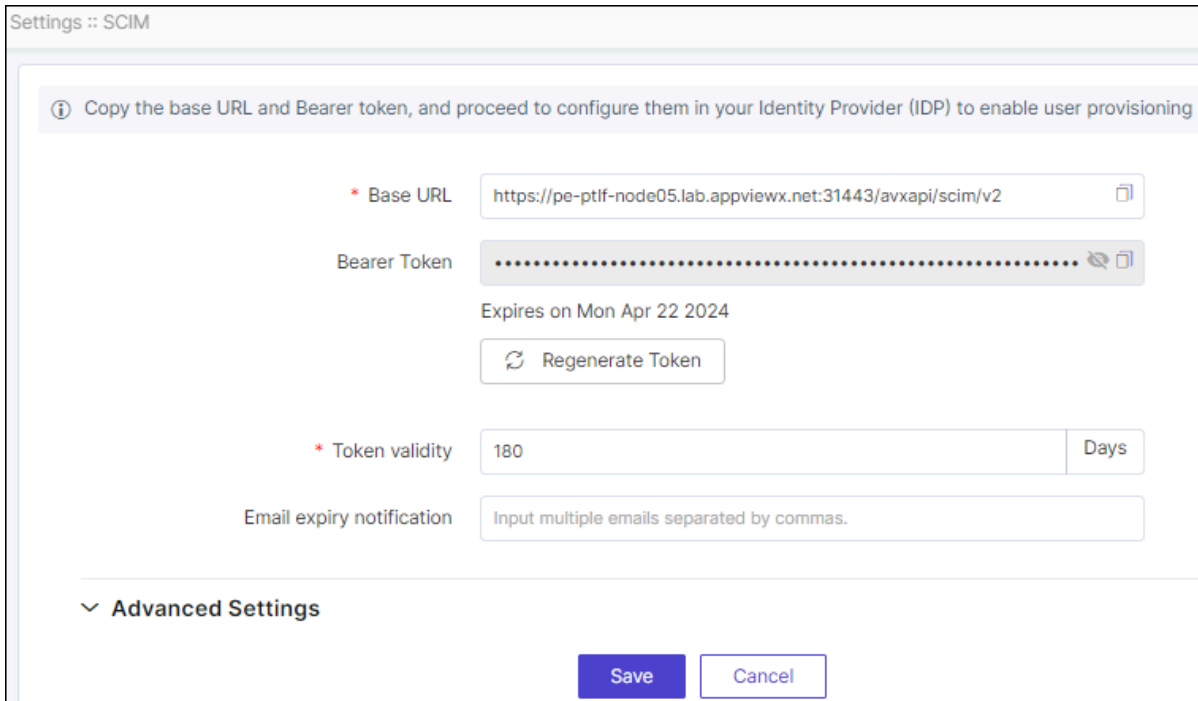 Settings :: SCIM
Copy the base URL and Bearer token, and proceed to configure them in your Identity Provider (IDP) to enable user provisioning
* Base URL https://pe-ptlf-node05.lab.appviewx.net:31443/avxapi/scim/v2
Bearer Token ••••••••••••••••••••••••••••••••••••••••••••••••••••••••••••
Expires on Mon Apr 22 2024
Regenerate Token
* Token validity 180 Days
Email expiry notification Input multiple emails separated by commas.
Advanced Settings
Save Cancel